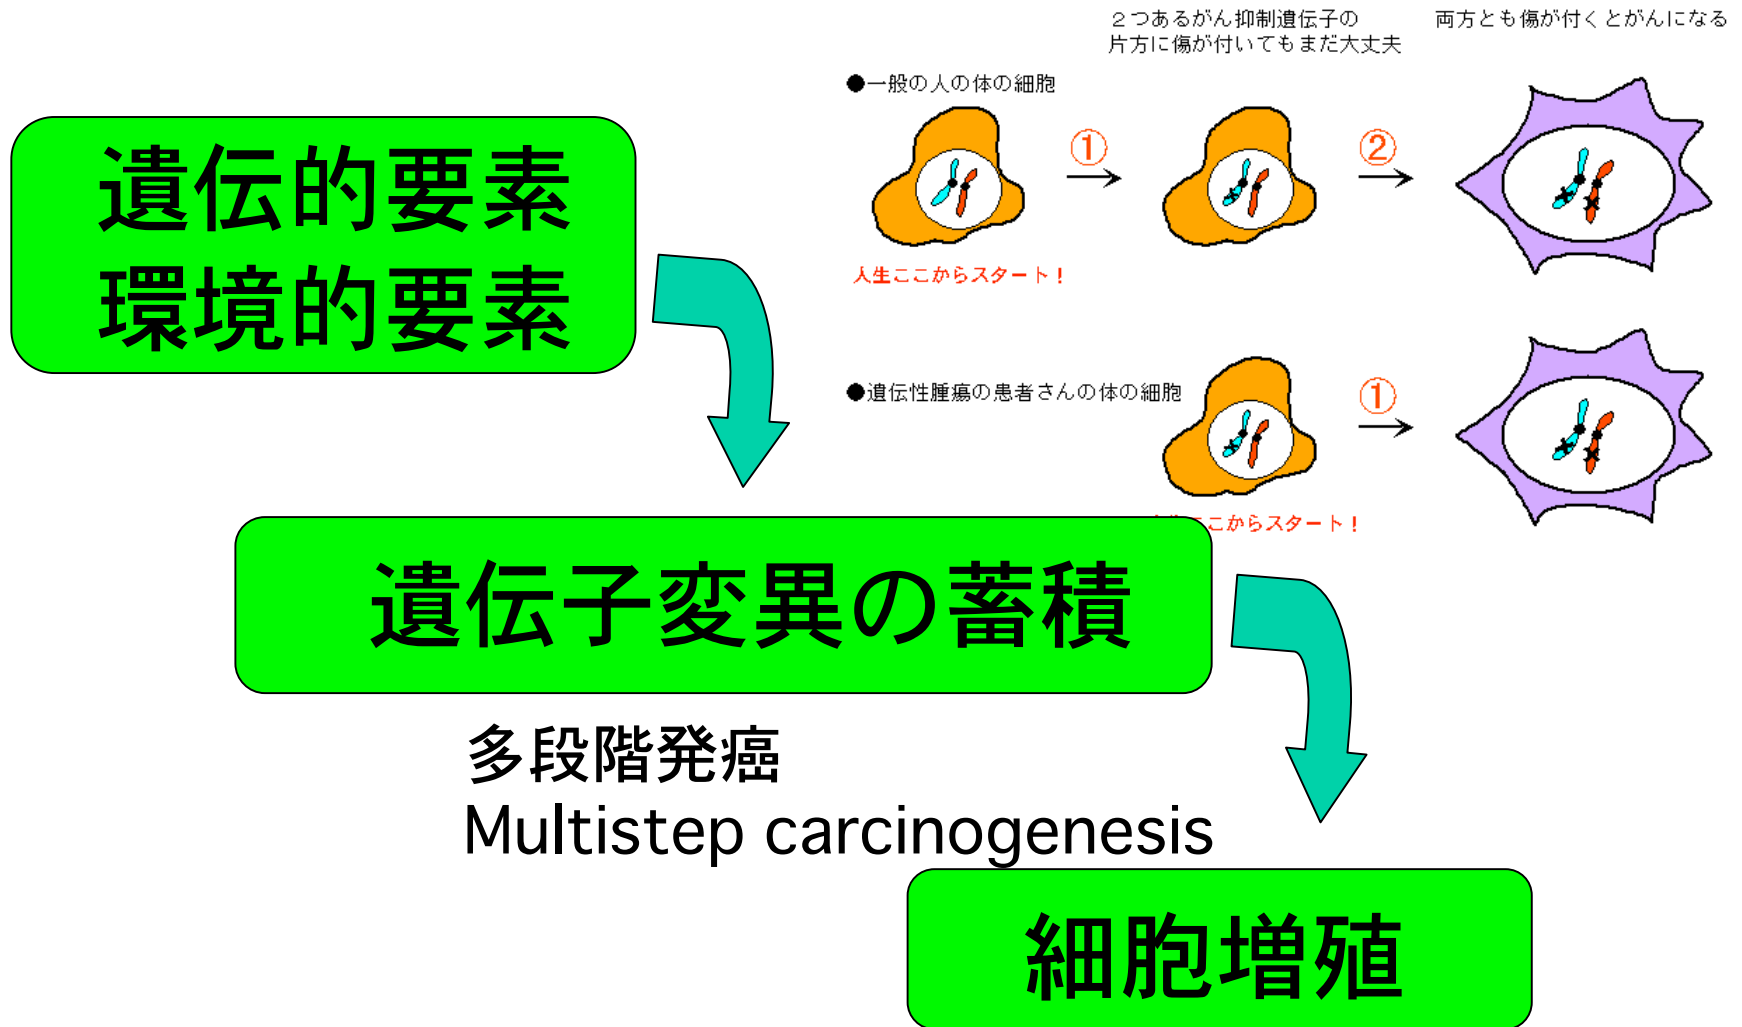 ２つあるがん抑制遺伝子の
片方に傷が付いてもまだ大丈夫
両方とも傷が付くとがんになる
●一般の人の体の細胞
①
②
人生ここからスタート！
遺伝的要素
環境的要素
●遺伝性腫瘍の患者さんの体の細胞
①
ここからスタート！
遺伝子変異の蓄積
多段階発癌
Multistep carcinogenesis
細胞増殖